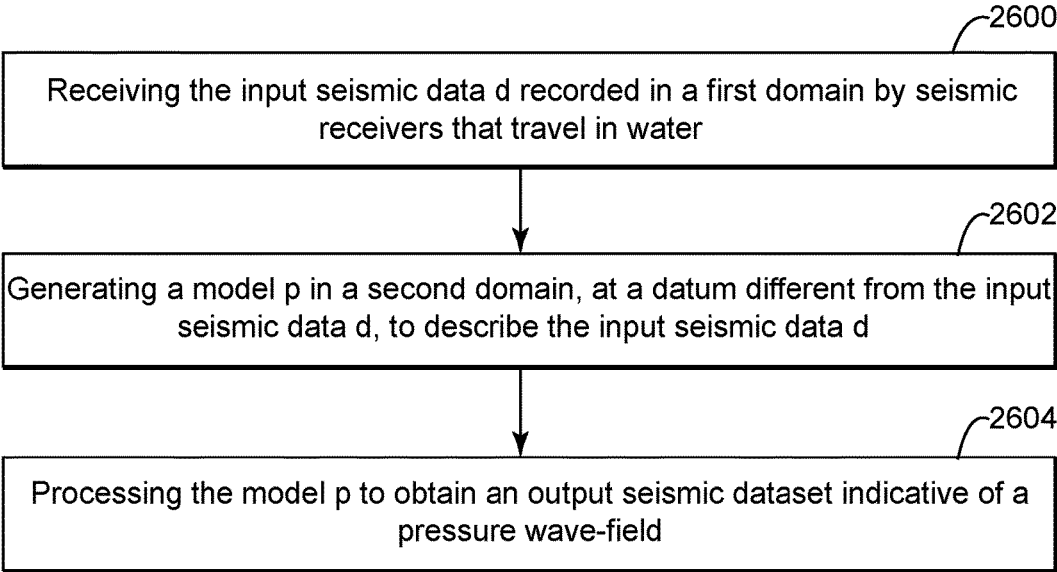 2600
Receiving the input seismic data d recorded in a first domain by seismic
receivers that travel in water
2602
Generating a model p in a second domain, at a datum different from the input
seismic data d, to describe the input seismic data d
2604
Processing the model p to obtain an output seismic dataset indicative of a
pressure wave-field